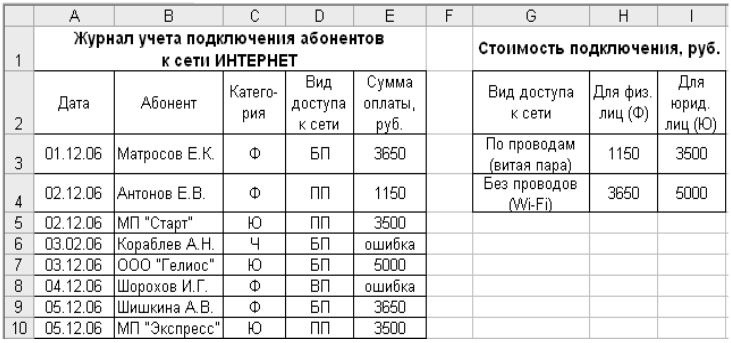 A B C D E F G H I
1 Журнал учета подключения абонентов
к сети ИНТЕРНЕТ
Стоимость подключения, руб.
2 Дата Абонент Катего-
рия Вид
доступа
к сети Сумма
оплаты,
руб. Вид доступа
к сети Для физ.
лиц (Ф) Для
юрид.
лиц (Ю)
3 01.12.06 Матросов Е.К. Ф БП 3650 По проводам
(витая пара) 1150 3500
4 02.12.06 Антонов Е.В. Ф ПП 1150 Без проводов
(Wi-Fi) 3650 5000
5 02.12.06 МП "Старт" Ю ПП 3500
6 03.02.06 Кораблев А.Н. Ч БП ошибка
7 03.12.06 ООО "Гелиос" Ю БП 5000
8 04.12.06 Шорохов И.Г. Ф ВП ошибка
9 05.12.06 Шишкина А.В. Ф БП 3650
10 05.12.06 МП "Экспресс" Ю ПП 3500